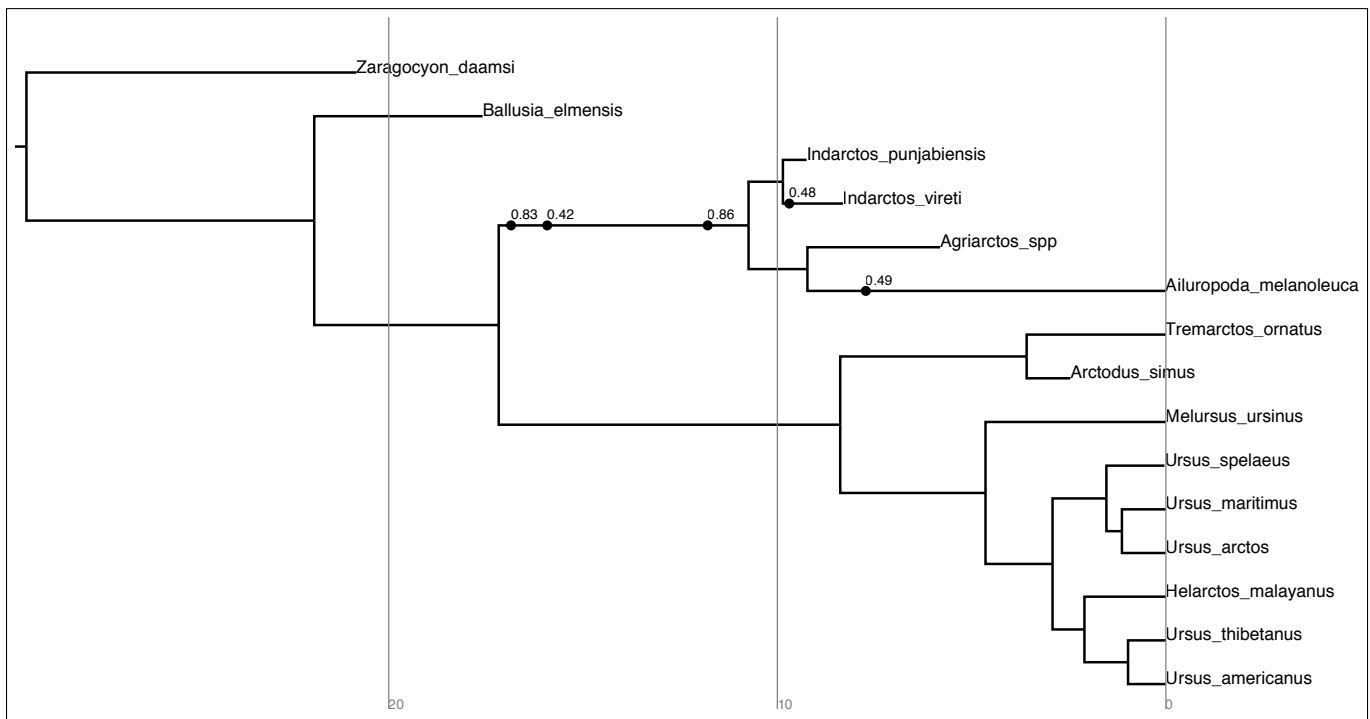 Zaragocyon_daamsi
Ballusia_elmensis
Indarctos_punjabiensis
0.48
Indarctos_vireti
0.83 0.42 0.86
Agriarctos_spp
0.49
Ailuropoda_melanoleuca
Tremarctos_ornatus
Arctodus_simus
Melursus_ursinus
Ursus_spelaeus
Ursus_maritimus
Ursus_arctos
Helarctos_malayanus
Ursus_thibetanus
Ursus_americanus
20 10 0